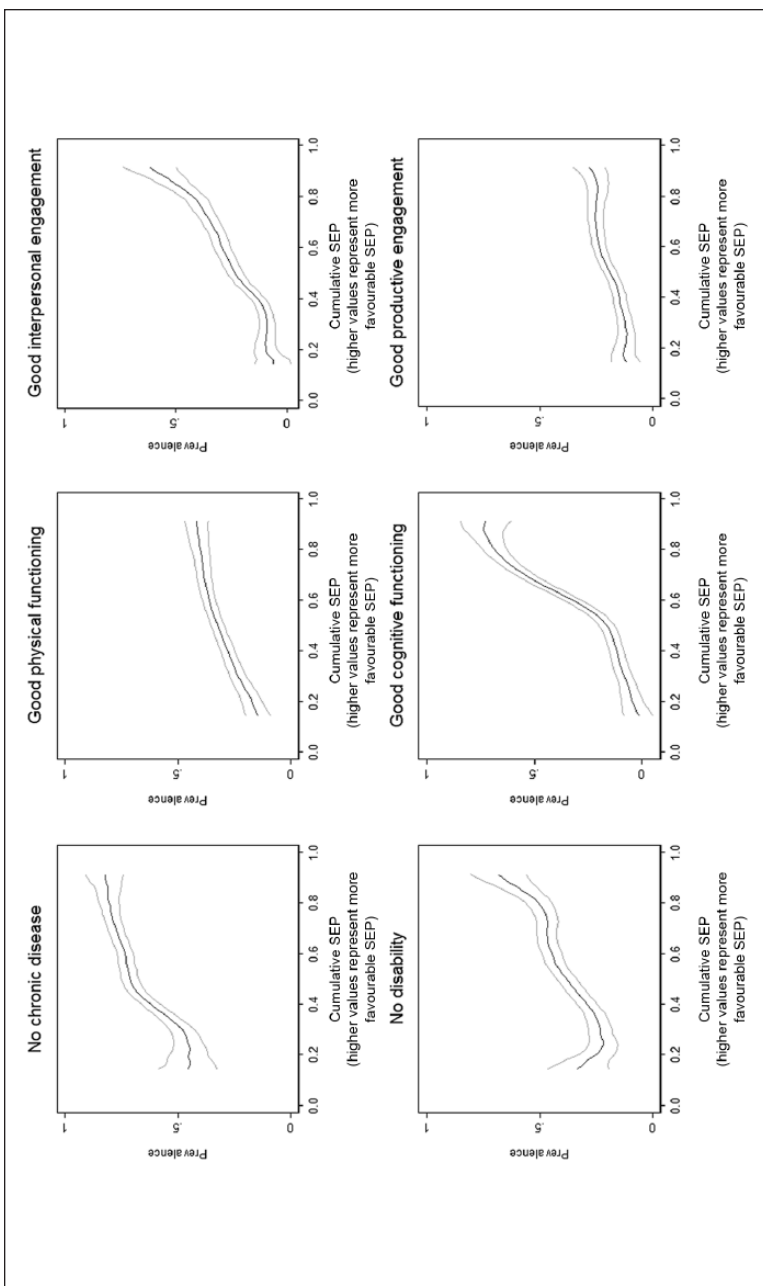 No chronic disease
1
.5
0
Prevalence
0.0 0.2 0.4 0.6 0.8 1.0
Cumulative SEP
(higher values represent more
favourable SEP)
Good physical functioning
1
.5
0
Prevalence
0.0 0.2 0.4 0.6 0.8 1.0
Cumulative SEP
(higher values represent more
favourable SEP)
Good interpersonal engagement
1
.5
0
Prevalence
0.0 0.2 0.4 0.6 0.8 1.0
Cumulative SEP
(higher values represent more
favourable SEP)
No disability
1
.5
0
Prevalence
0.0 0.2 0.4 0.6 0.8 1.0
Cumulative SEP
(higher values represent more
favourable SEP)
Good cognitive functioning
1
.5
0
Prevalence
0.0 0.2 0.4 0.6 0.8 1.0
Cumulative SEP
(higher values represent more
favourable SEP)
Good productive engagement
1
.5
0
Prevalence
0.0 0.2 0.4 0.6 0.8 1.0
Cumulative SEP
(higher values represent more
favourable SEP)